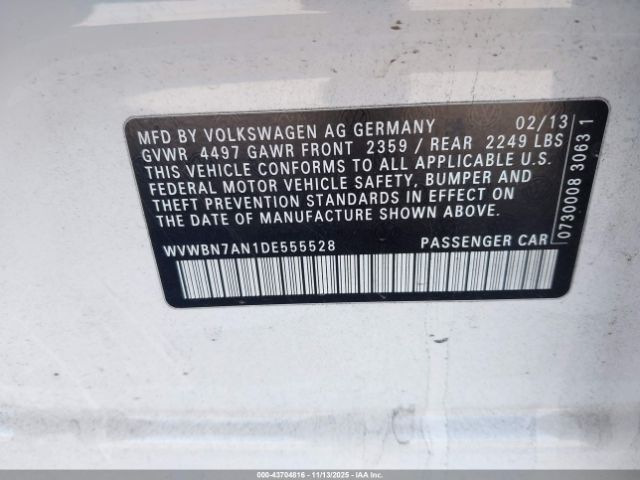 MFD BY VOLKSWAGEN AG GERMANY 02/13
GVWR 4497 GAWR FRONT 2359 / REAR 2249 LBS
THIS VEHICLE CONFORMS TO ALL APPLICABLE U.S.
FEDERAL MOTOR VEHICLE SAFETY, BUMPER AND
THEFT PREVENTION STANDARDS IN EFFECT ON
THE DATE OF MANUFACTURE SHOWN ABOVE.
WVWBN7AN1DE555528 PASSENGER CAR
0730008 3063 1
000-43704816 - 11/13/2025 - IAAI